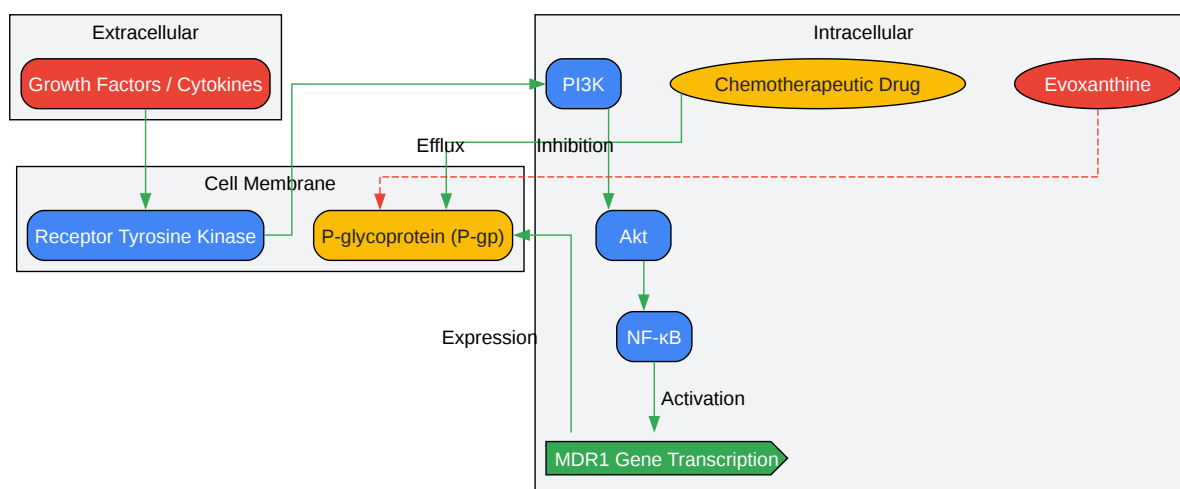 Extracellular
Intracellular
Growth Factors / Cytokines
PI3K
Chemotherapeutic Drug
Evoxanthine
Efflux
Inhibition
Cell Membrane
Receptor Tyrosine Kinase
P-glycoprotein (P-gp)
Akt
NF-κB
Expression
Activation
MDR1 Gene Transcription